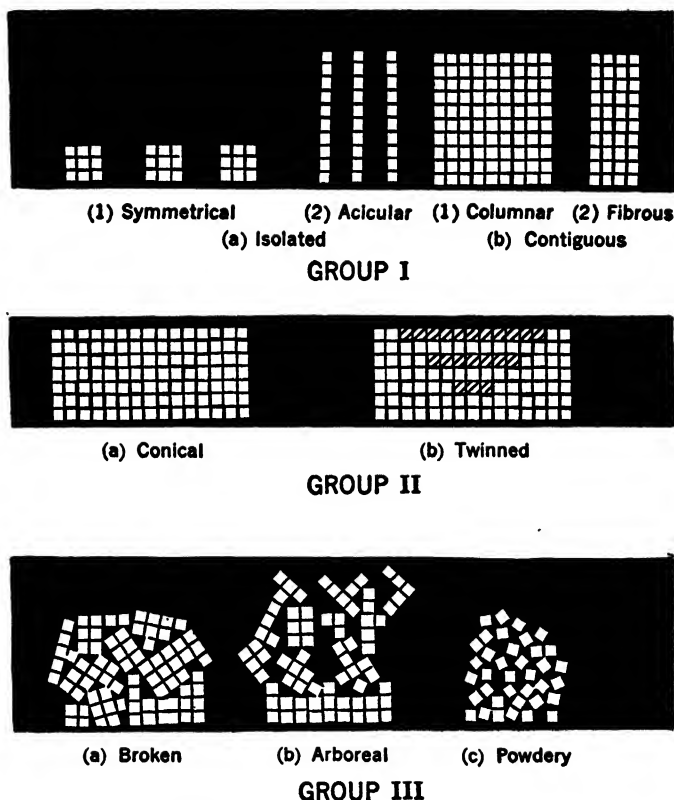 (1) Symmetrical (2) Acicular (1) Columnar (2) Fibrous
(a) Isolated (b) Contiguous
GROUP I
(a) Conical (b) Twinned
GROUP II
(a) Broken (b) Arboreal (c) Powdery
GROUP III